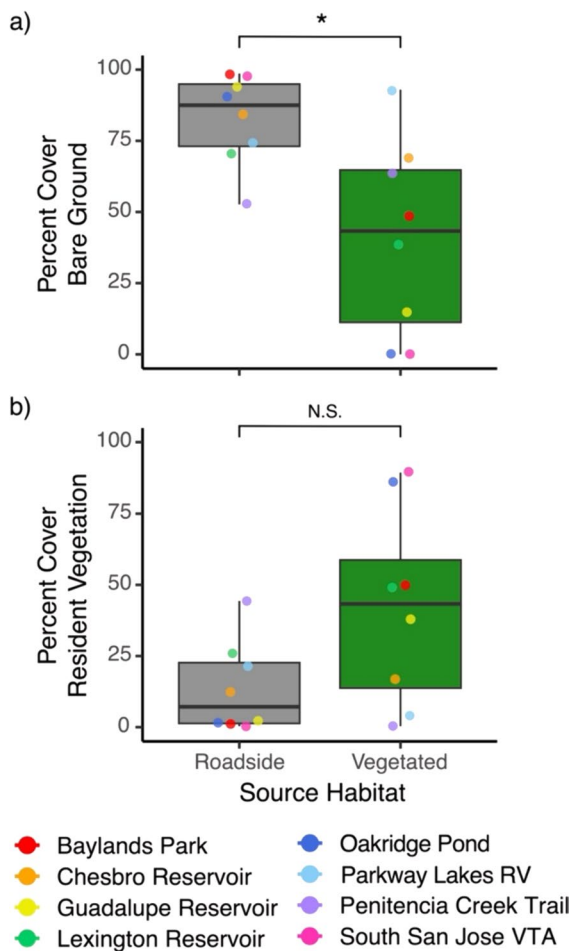 a)
*
Percent Cover
Bare Ground
100
75
50
25
0
b)
N.S.
Percent Cover
Resident Vegetation
100
75
50
25
0
Roadside Vegetated
Source Habitat
Baylands Park
Chesbro Reservoir
Guadalupe Reservoir
Lexington Reservoir
Oakridge Pond
Parkway Lakes RV
Penitencia Creek Trail
South San Jose VTA